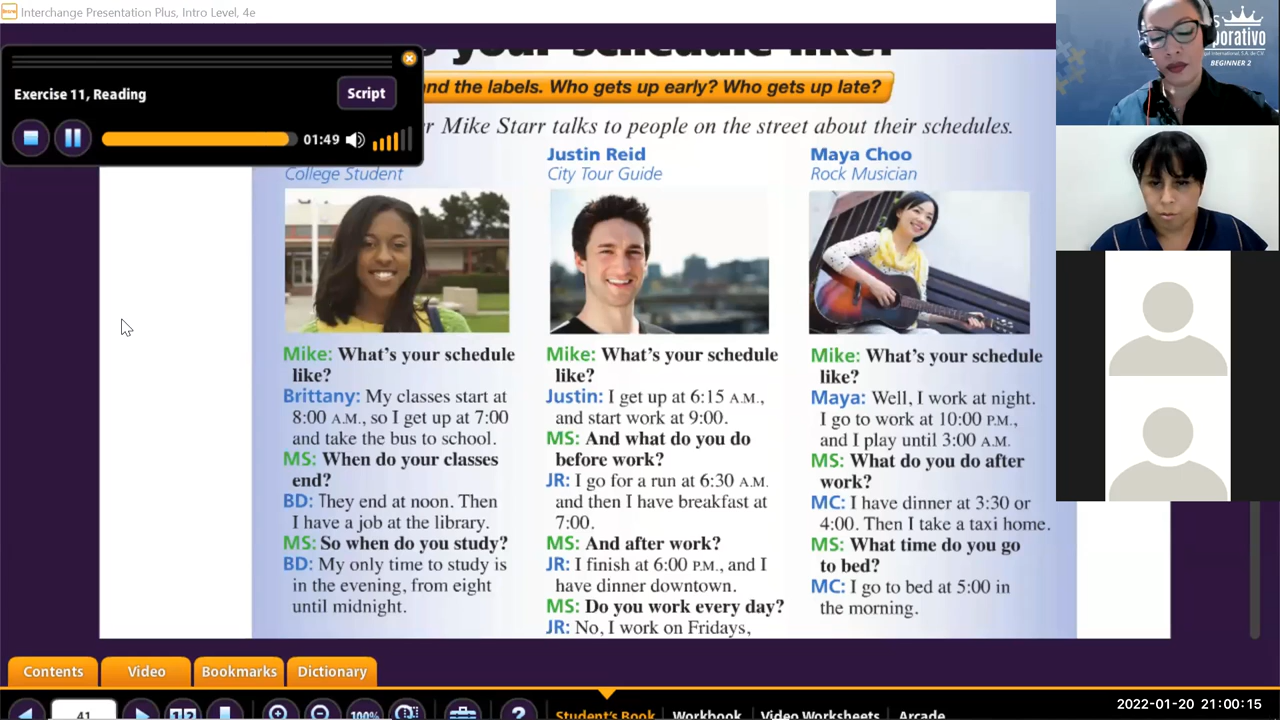 Interchange Presentation Plus, Intro Level, 4e
your schedule like?
Exercise 11, Reading
Script
01:49
and the labels. Who gets up early? Who gets up late?
Mike Starr talks to people on the street about their schedules.
College Student
Justin Reid
City Tour Guide
Maya Choo
Rock Musician
Mike: What's your schedule
like?
Brittany: My classes start at
8:00 A.M., so I get up at 7:00
and take the bus to school.
MS: When do your classes
end?
BD: They end at noon. Then
I have a job at the library.
MS: So when do you study?
BD: My only time to study is
in the evening, from eight
until midnight.
Mike: What's your schedule
like?
Justin: I get up at 6:15 A.M.,
and start work at 9:00.
MS: And what do you do
before work?
JR: I go for a run at 6:30 A.M.
and then I have breakfast at
7:00.
MS: And after work?
JR: I finish at 6:00 P.M., and I
have dinner downtown.
MS: Do you work every day?
JR: No, I work on Fridays,
Mike: What's your schedule
like?
Maya: Well, I work at night.
I go to work at 10:00 P.M.,
and I play until 3:00 A.M.
MS: What do you do after
work?
MC: I have dinner at 3:30 or
4:00. Then I take a taxi home.
MS: What time do you go
to bed?
MC: I go to bed at 5:00 in
the morning.
BEGINNER 2
Contents
Video
Bookmarks
Dictionary
41
100%
Student's Book
Workbook
Video Worksheets
Arcade
2022-01-20 21:00:15